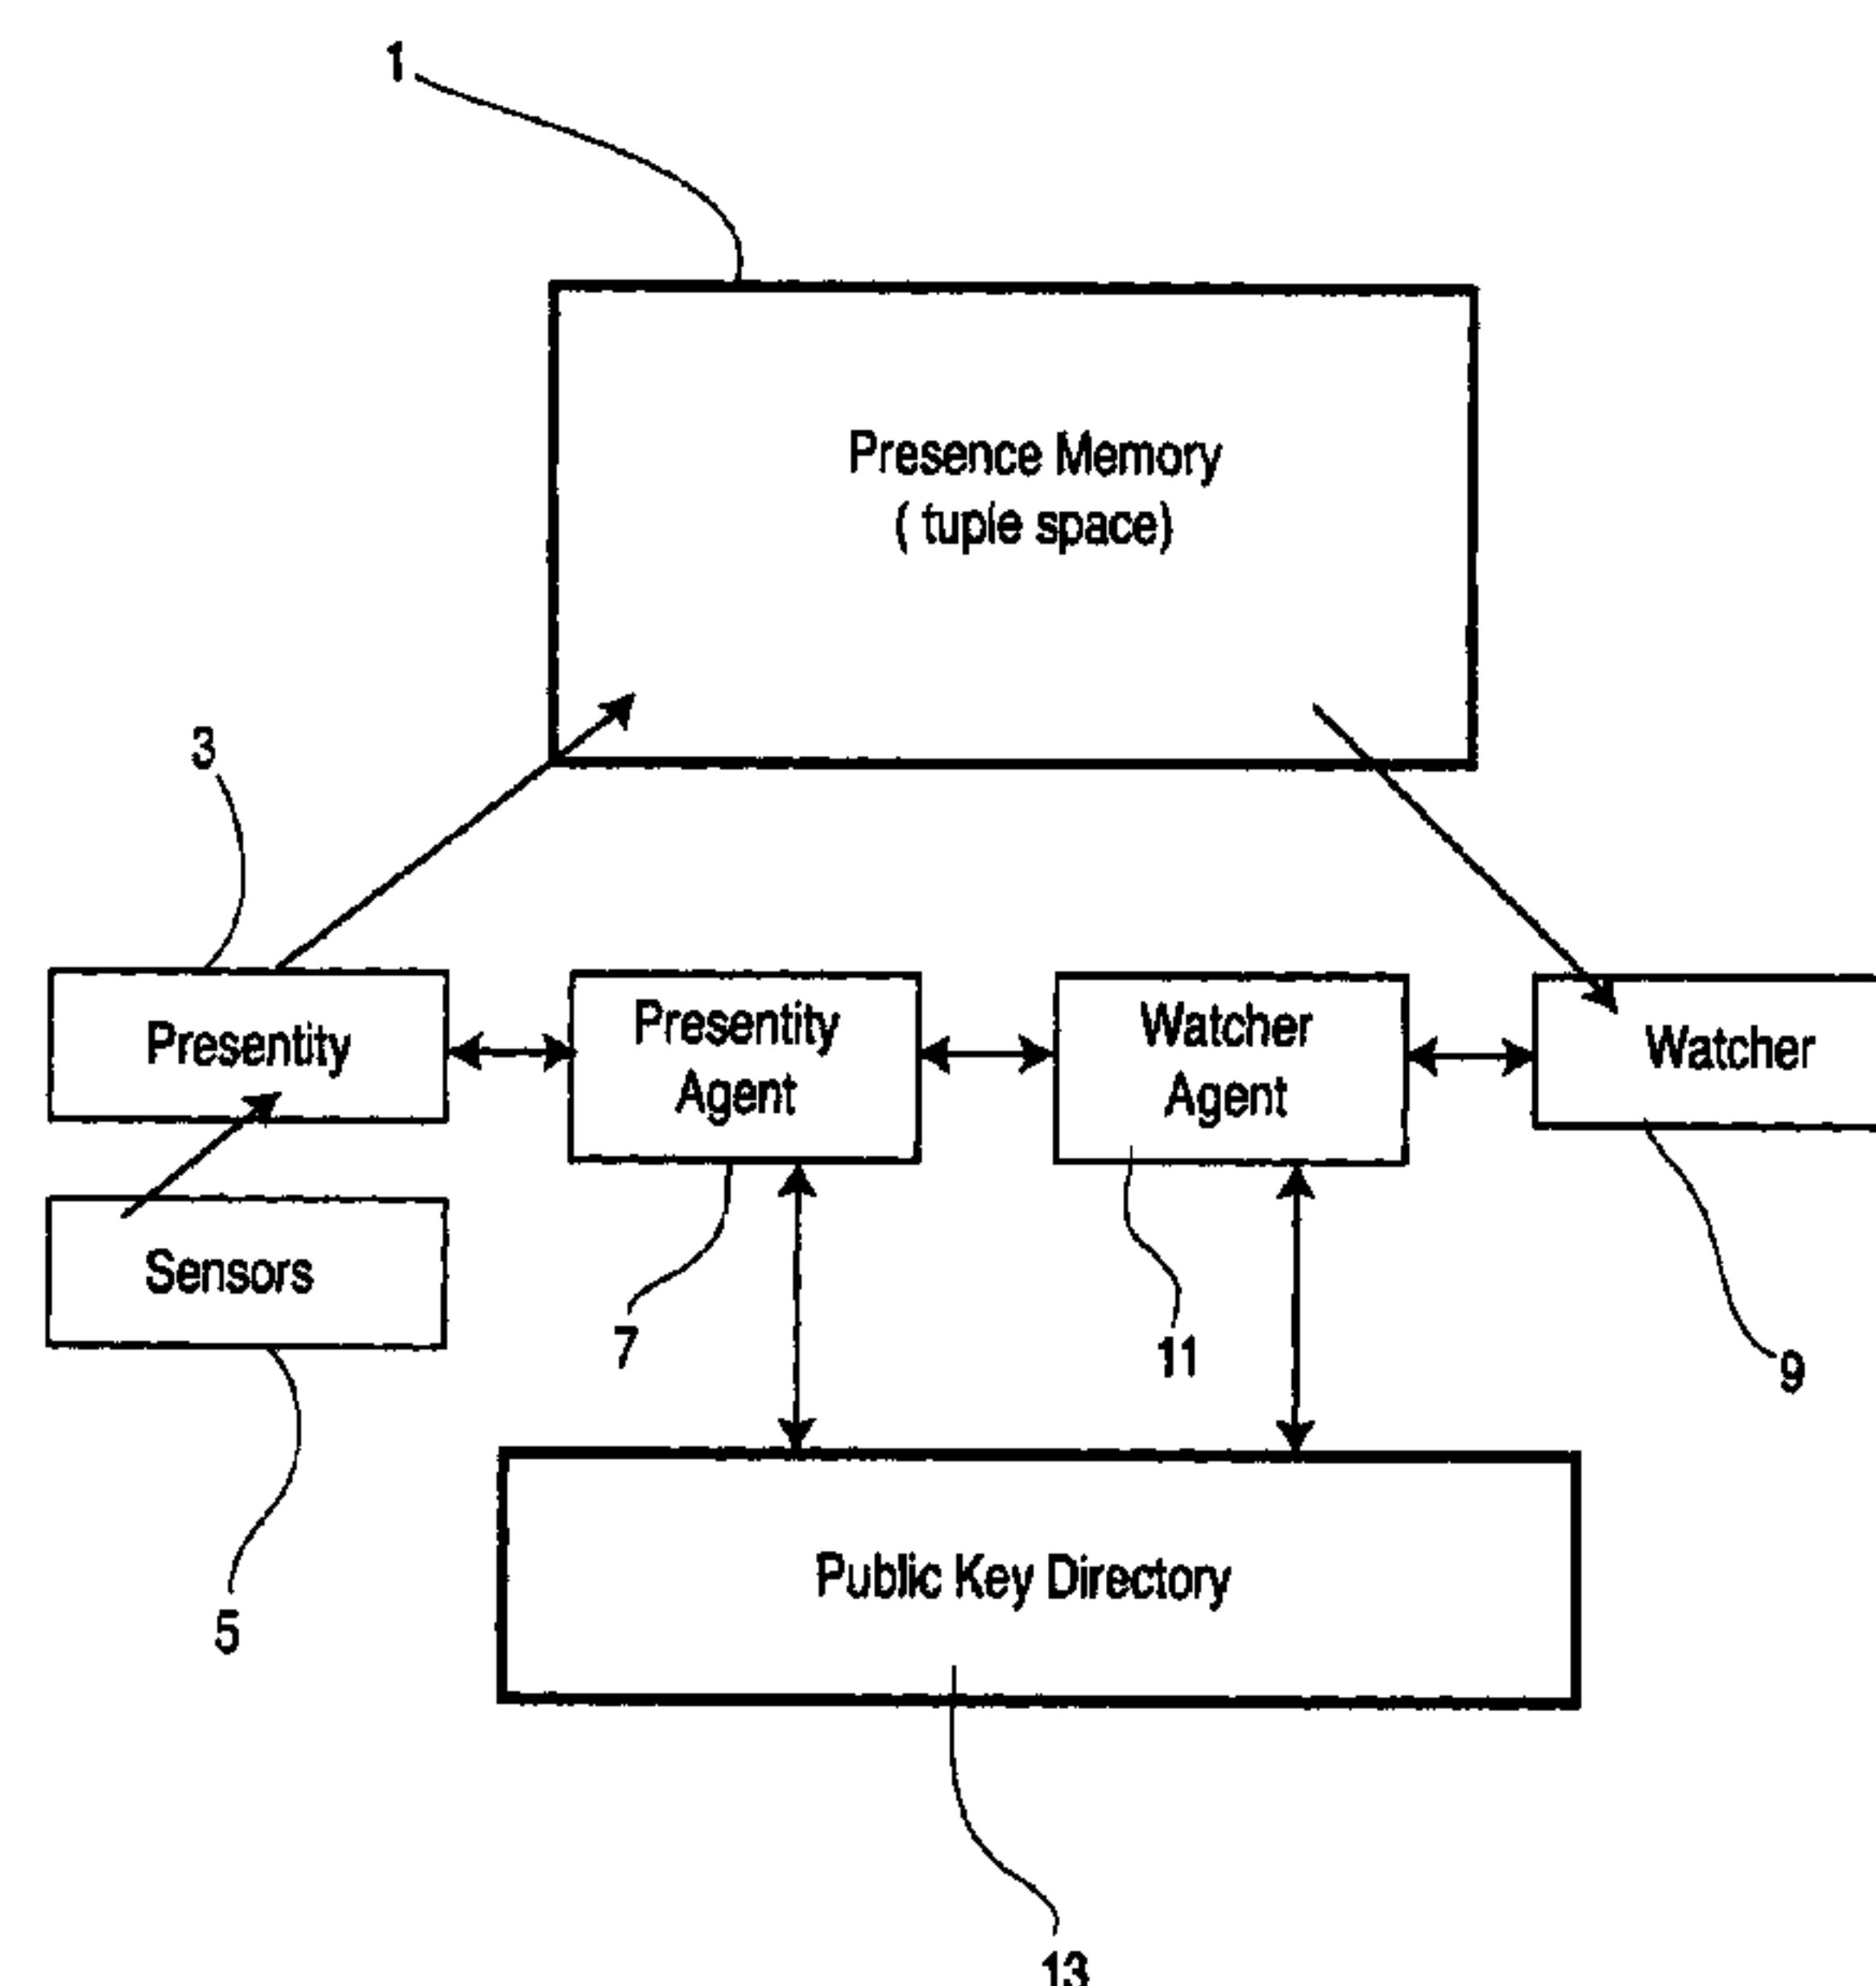 1
Presence Memory
( tuple space)
3
Presentity
Presentity
Agent
Watcher
Agent
Watcher
Sensors
7
11
9
Public Key Directory
5
13